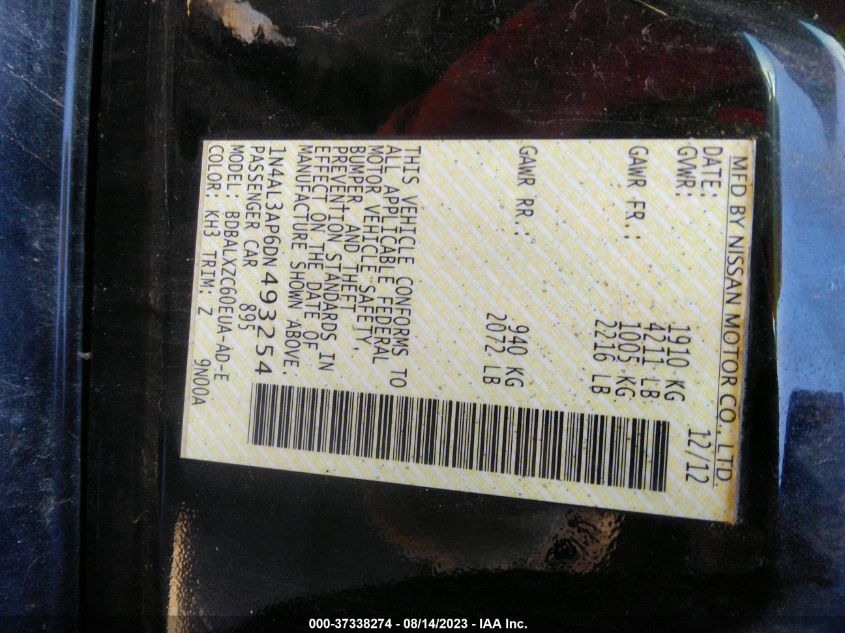 MFD BY NISSAN MOTOR CO., LTD.
DATE: 12/12
GVWR: 1910 KG
4211 LB
GAWR FR.: 1005 KG
2216 LB
GAWR RR.: 940 KG
2072 LB
THIS VEHICLE CONFORMS TO
ALL APPLICABLE FEDERAL
MOTOR VEHICLE SAFETY,
BUMPER AND THEFT
PREVENTION STANDARDS IN
EFFECT ON THE DATE OF
MANUFACTURE SHOWN ABOVE
1N4AL3AP6DN493254
PASSENGER CAR 895
MODEL: BDBALXZC60EUA-AD-E
COLOR: KH3 TRIM: Z 9N00A
000-37338274 - 08/14/2023 - IAA Inc.